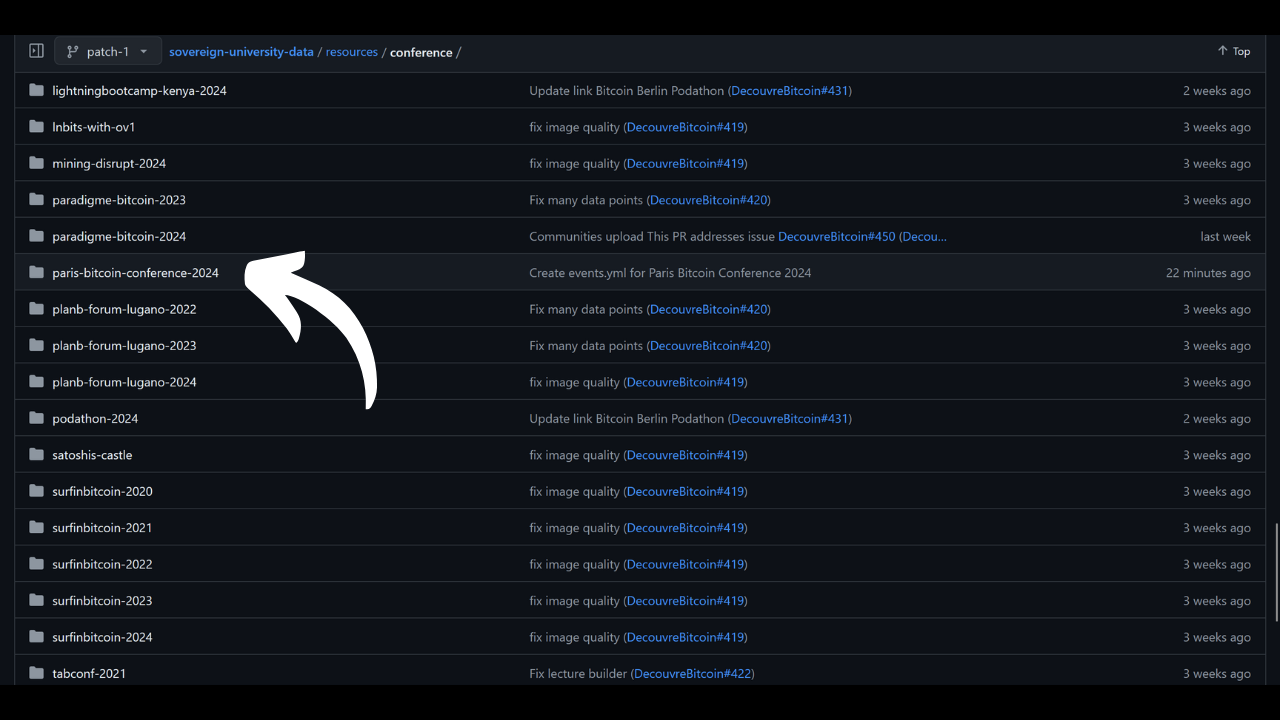 patch-1 sovereign-university-data / resources / conference / Top
lightningbootcamp-kenya-2024 Update link Bitcoin Berlin Podathon (DecouvreBitcoin#431) 2 weeks ago
lnbits-with-ov1 fix image quality (DecouvreBitcoin#419) 3 weeks ago
mining-disrupt-2024 fix image quality (DecouvreBitcoin#419) 3 weeks ago
paradigme-bitcoin-2023 Fix many data points (DecouvreBitcoin#420) 3 weeks ago
paradigme-bitcoin-2024 Communities upload This PR addresses issue DecouvreBitcoin#450 (Decou... last week
paris-bitcoin-conference-2024 Create events.yml for Paris Bitcoin Conference 2024 22 minutes ago
planb-forum-lugano-2022 Fix many data points (DecouvreBitcoin#420) 3 weeks ago
planb-forum-lugano-2023 Fix many data points (DecouvreBitcoin#420) 3 weeks ago
planb-forum-lugano-2024 fix image quality (DecouvreBitcoin#419) 3 weeks ago
podathon-2024 Update link Bitcoin Berlin Podathon (DecouvreBitcoin#431) 2 weeks ago
satoshis-castle fix image quality (DecouvreBitcoin#419) 3 weeks ago
surfinbitcoin-2020 fix image quality (DecouvreBitcoin#419) 3 weeks ago
surfinbitcoin-2021 fix image quality (DecouvreBitcoin#419) 3 weeks ago
surfinbitcoin-2022 fix image quality (DecouvreBitcoin#419) 3 weeks ago
surfinbitcoin-2023 fix image quality (DecouvreBitcoin#419) 3 weeks ago
surfinbitcoin-2024 fix image quality (DecouvreBitcoin#419) 3 weeks ago
tabconf-2021 Fix lecture builder (DecouvreBitcoin#422) 3 weeks ago